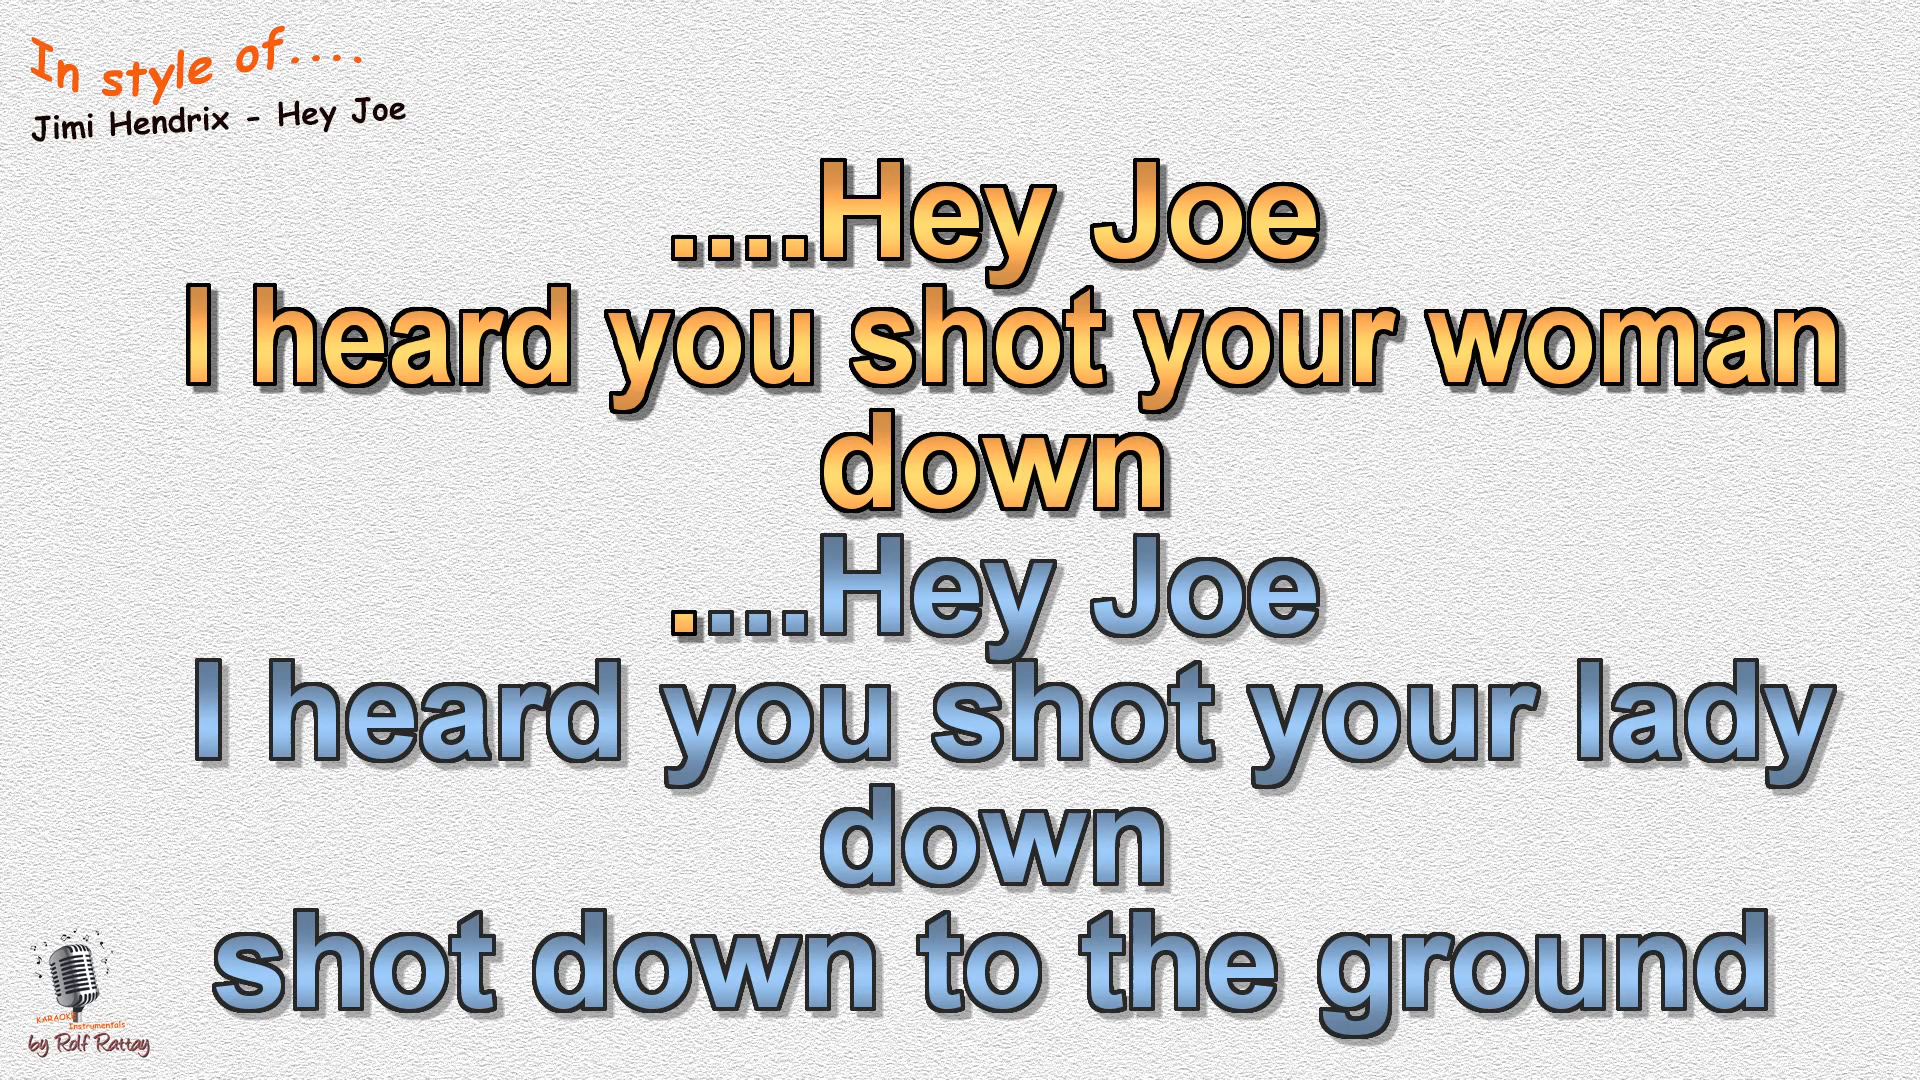 In style of....
Jimi Hendrix - Hey Joe
....Hey Joe
I heard you shot your woman
down
....Hey Joe
I heard you shot your lady
down
shot down to the ground
KARAOKE
Instrumentals
by Rolf Rattay